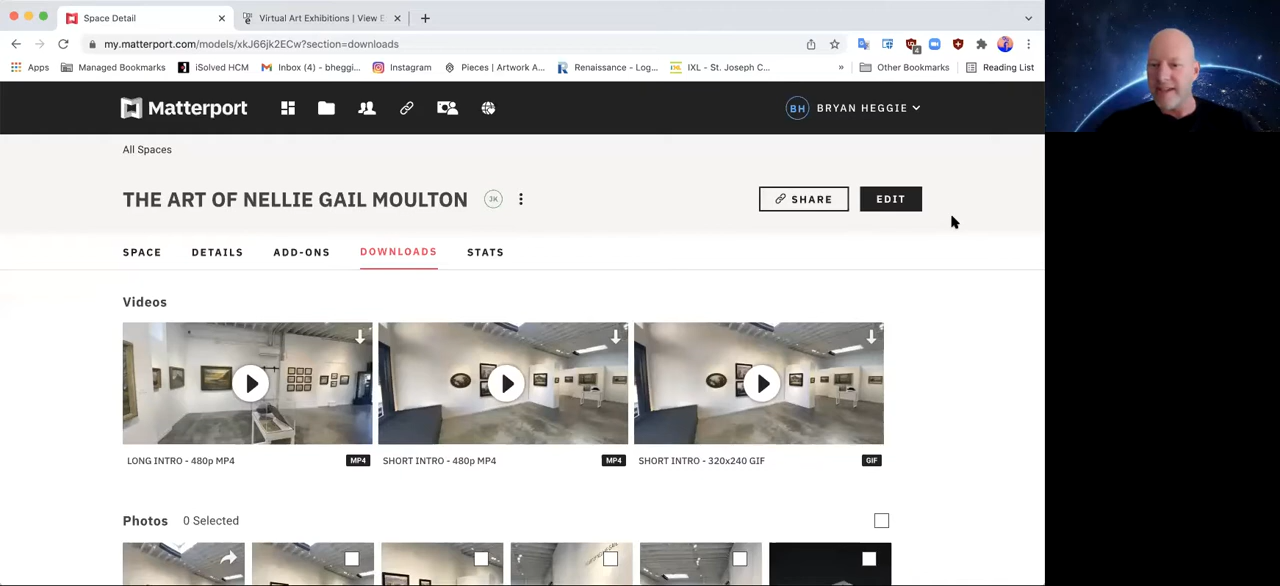 Space Detail
Virtual Art Exhibitions | View E
my.matterport.com/models/xkJ66jk2ECw?section=downloads
4
Apps Managed Bookmarks iSolved HCM Inbox (4) - bheggi... Instagram Pieces | Artwork A... Renaissance - Log... IXL - St. Joseph C... » Other Bookmarks Reading List
Matterport BH BRYAN HEGGIE
All Spaces
THE ART OF NELLIE GAIL MOULTON JK SHARE EDIT
SPACE DETAILS ADD-ONS DOWNLOADS STATS
Videos
LONG INTRO - 480p MP4 MP4 SHORT INTRO - 480p MP4 MP4 SHORT INTRO - 320x240 GIF GIF
Photos 0 Selected